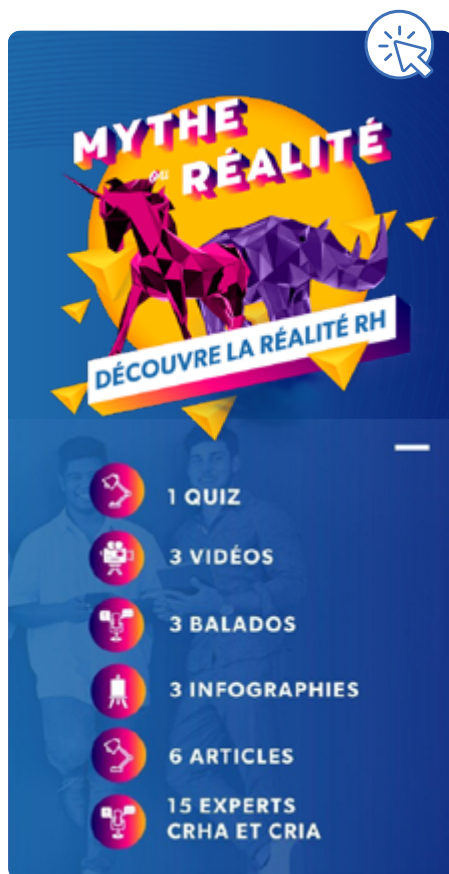 MYTHE
ou RÉALITÉ
DÉCOUVRE LA RÉALITÉ RH
1 QUIZ
3 VIDÉOS
3 BALADOS
3 INFOGRAPHIES
6 ARTICLES
15 EXPERTS
CRHA ET CRIA